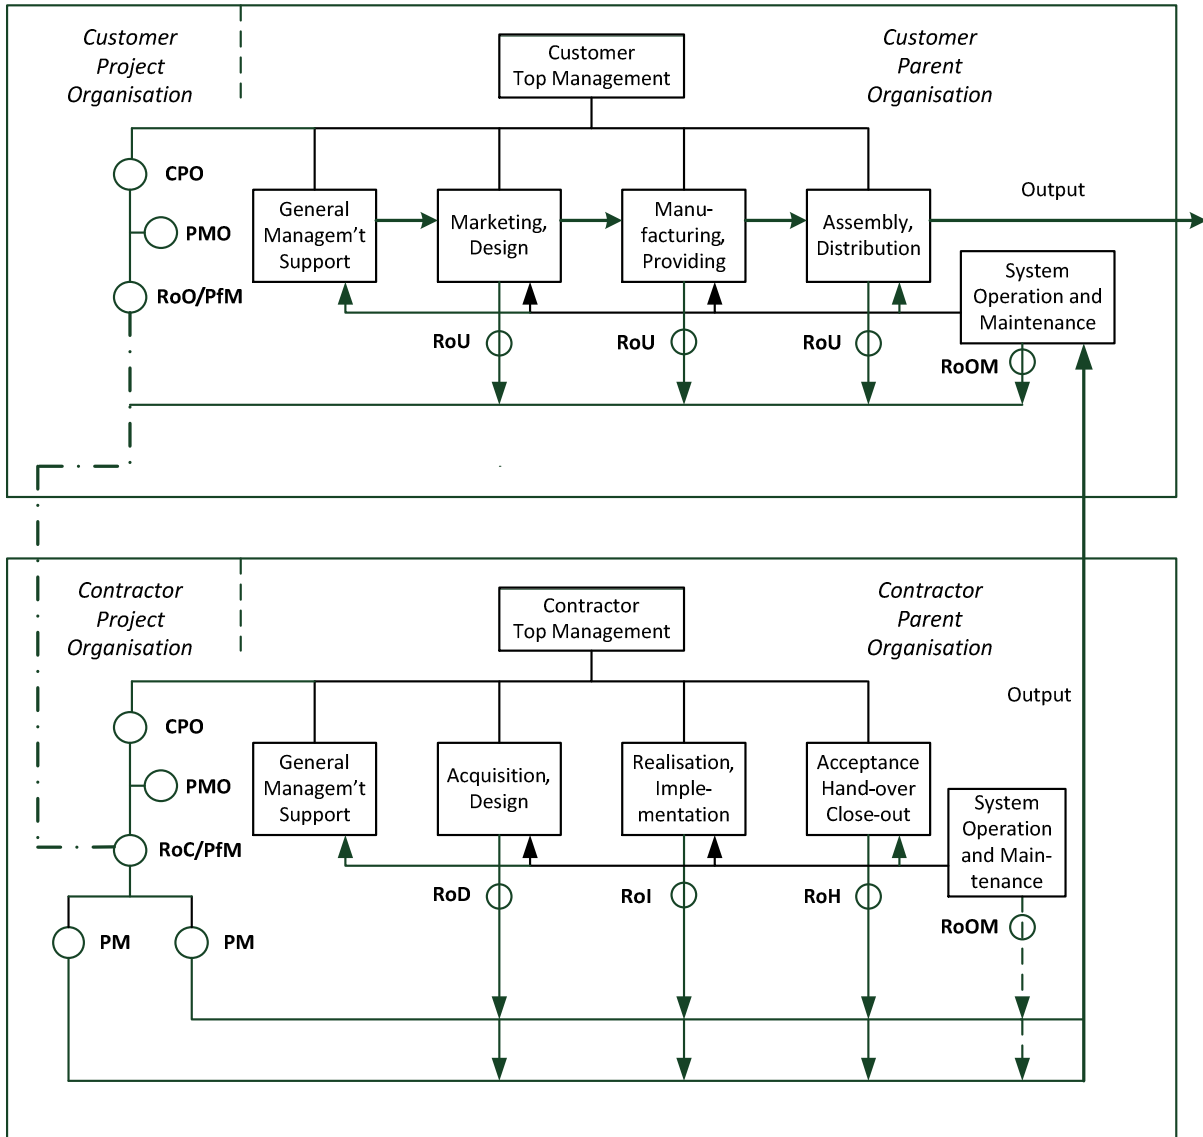 Customer
Project
Organisation
Customer
Top Management
Customer
Parent
Organisation
CPO
PMO
RoO/PfM
General
Managem't
Support
Marketing,
Design
Manu-
facturing,
Providing
Assembly,
Distribution
Output
System
Operation and
Maintenance
RoU
RoU
RoU
RoOM
Contractor
Project
Organisation
Contractor
Top Management
Contractor
Parent
Organisation
Output
CPO
PMO
RoC/PfM
General
Managem't
Support
Acquisition,
Design
Realisation,
Imple-
mentation
Acceptance
Hand-over
Close-out
System
Operation
and Main-
tenance
RoD
RoI
RoH
RoOM
PM
PM